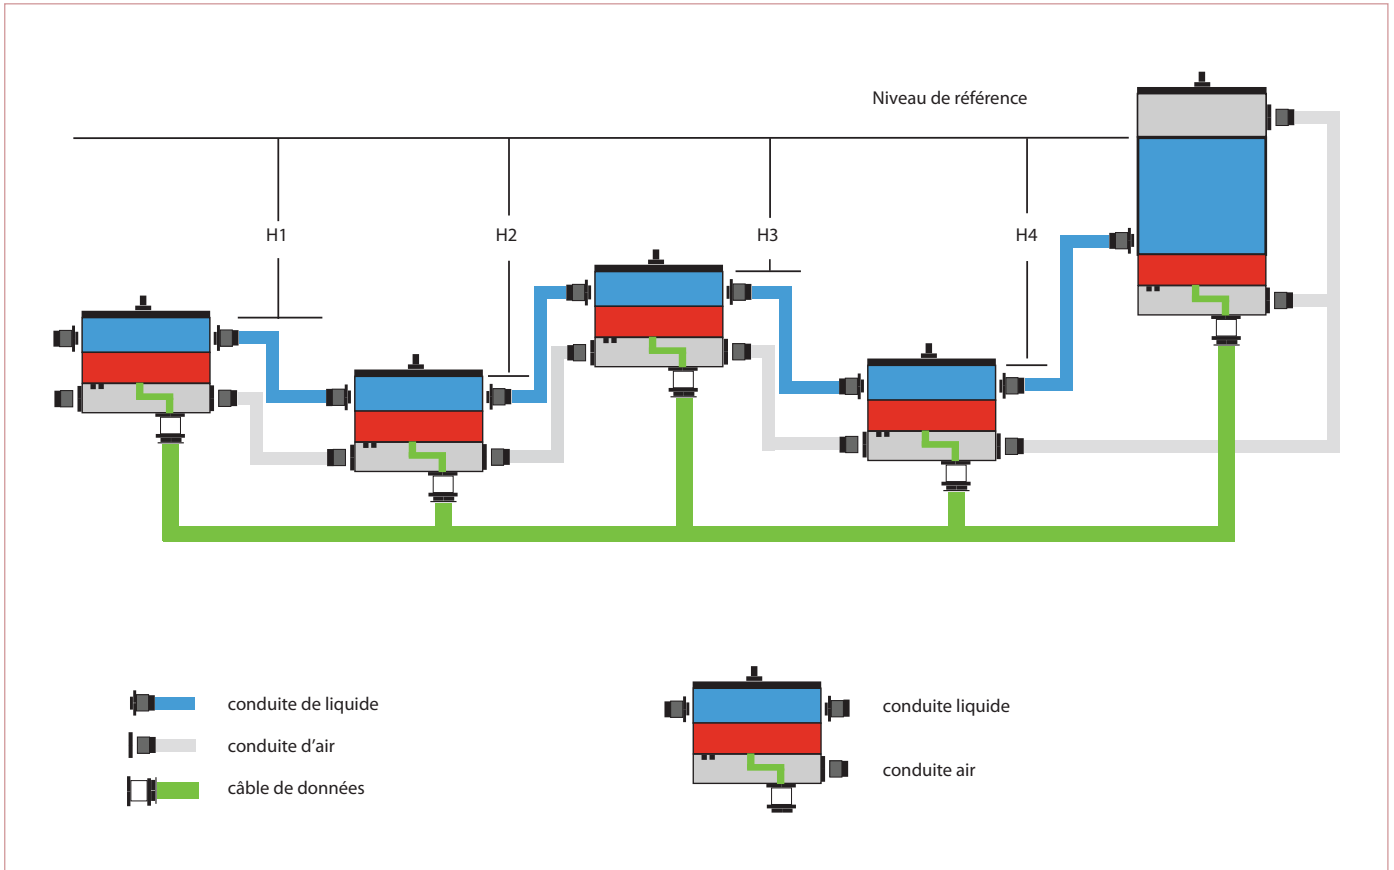 Niveau de référence
H1
H2
H3
H4
conduite de liquide
conduite d'air
câble de données
conduite liquide
conduite air